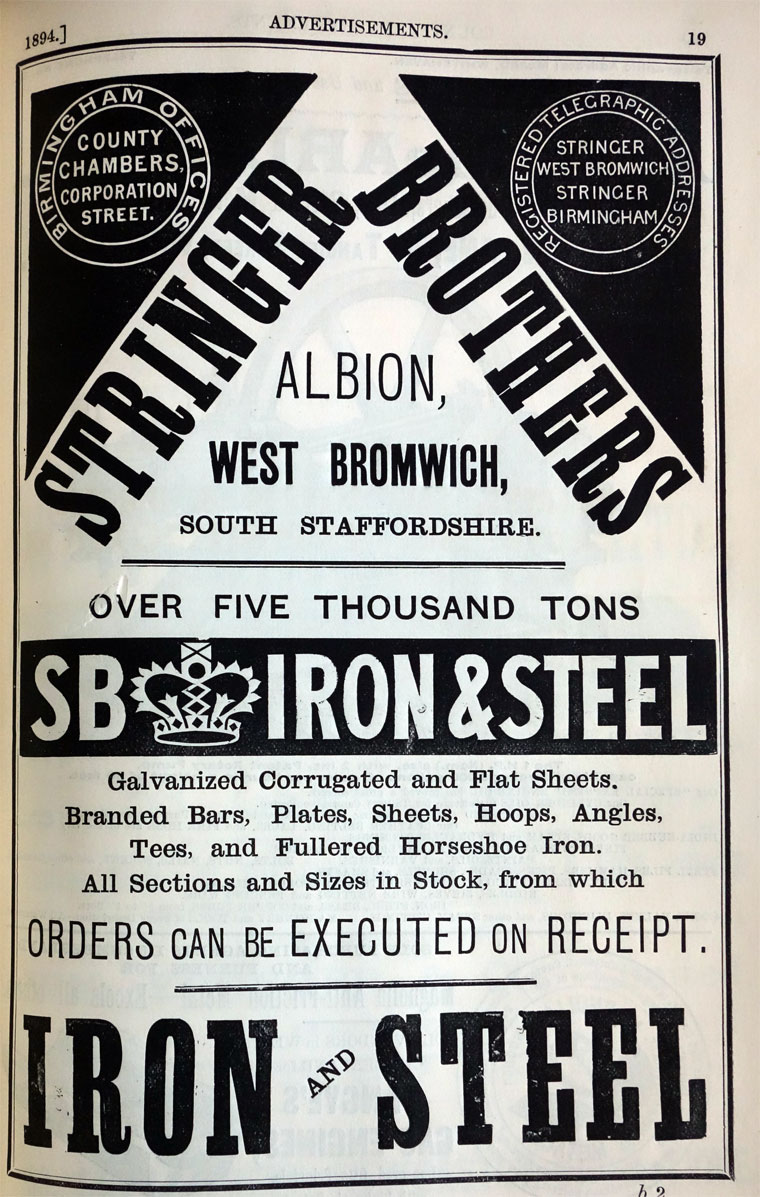 1894.]
ADVERTISEMENTS.
19
BIRMINGHAM OFFICES
COUNTY
CHAMBERS,
CORPORATION
STREET.
REGISTERED TELEGRAPHIC ADDRESSES
STRINGER
WEST BROMWICH
STRINGER
BIRMINGHAM
STRINGER BROTHERS
ALBION,
WEST BROMWICH,
SOUTH STAFFORDSHIRE.
OVER FIVE THOUSAND TONS
SB IRON & STEEL
Galvanized Corrugated and Flat Sheets.
Branded Bars, Plates, Sheets, Hoops, Angles,
Tees, and Fullered Horseshoe Iron.
All Sections and Sizes in Stock, from which
ORDERS CAN BE EXECUTED ON RECEIPT.
IRON AND STEEL
b 2